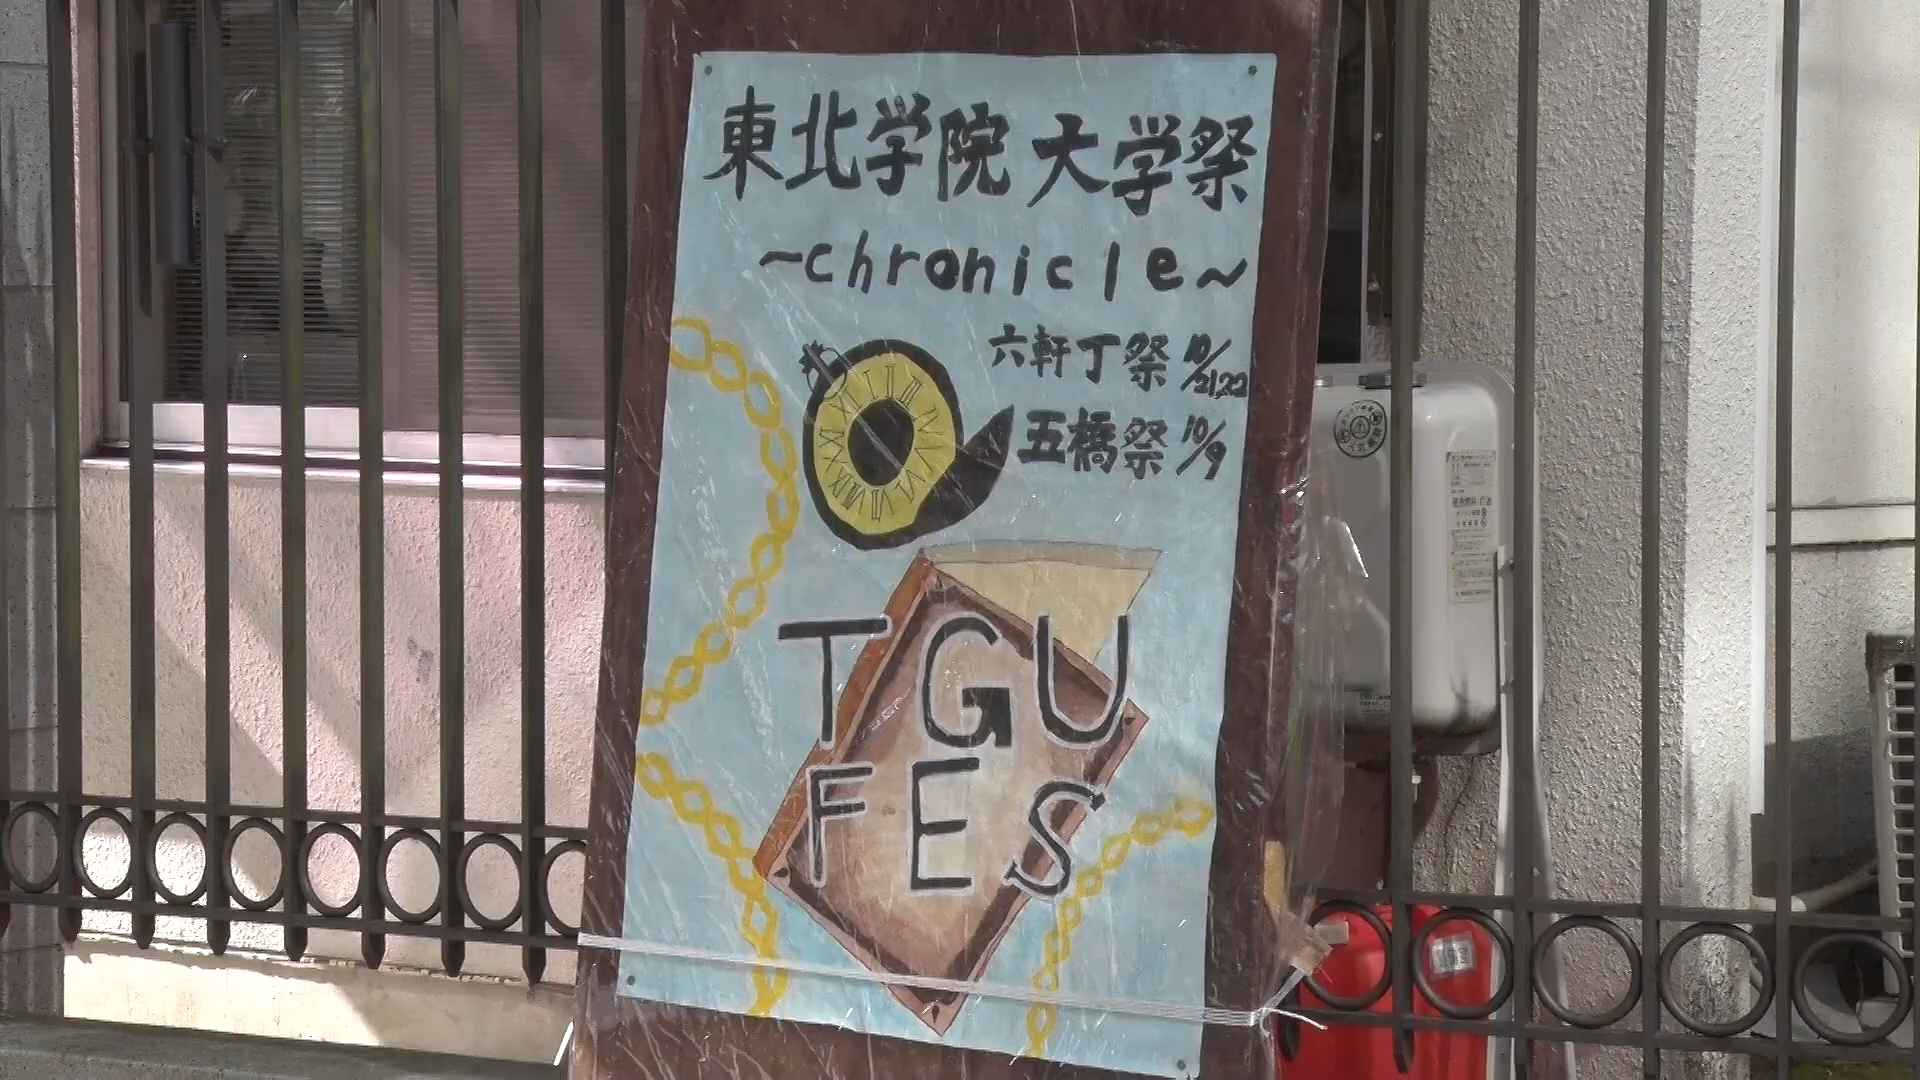 東北学院大学祭
~chronicle~
六軒丁祭 10/21,22
五橋祭 10/9
TGU
FES